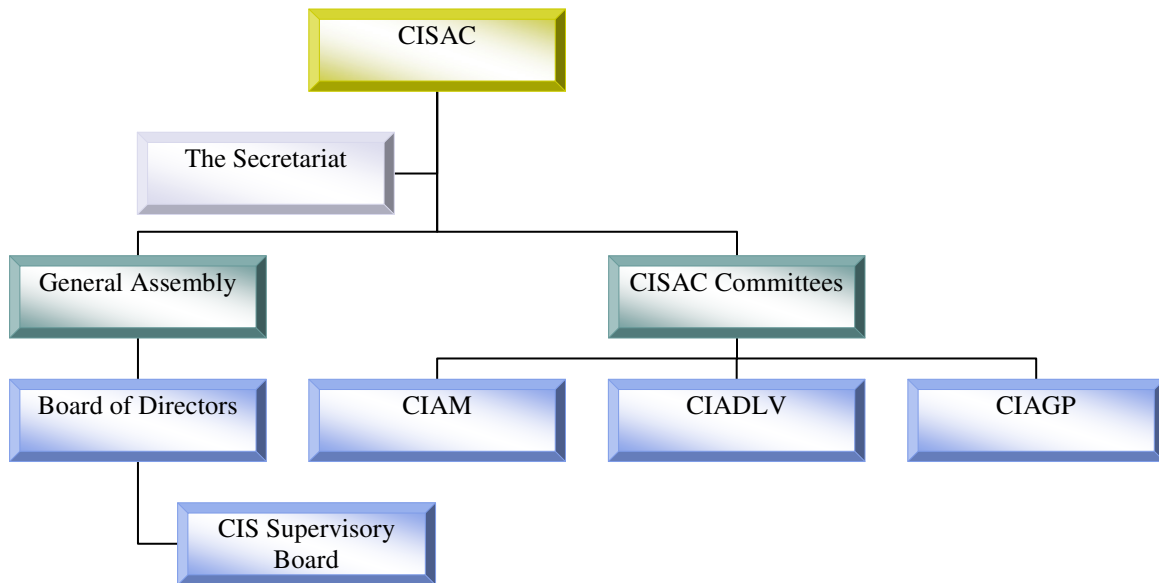 CISAC
The Secretariat
General Assembly
CISAC Committees
Board of Directors
CIAM
CIADLV
CIAGP
CIS Supervisory
Board